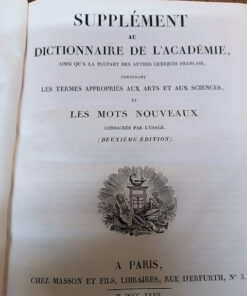 SUPPLÉMENT
AU
DICTIONNAIRE DE L'ACADÉMIE,
AINSI QU'A LA PLUPART DES AUTRES LEXIQUES FRANÇAIS,
CONTENANT
LES TERMES APPROPRIÉS AUX ARTS ET AUX SCIENCES,
ET
LES MOTS NOUVEAUX
CONSACRÉS PAR L'USAGE.
(DEUXIÈME ÉDITION)
A PARIS,
CHEZ MASSON ET FILS, LIBRAIRES, RUE D'ERFURTH, N° 3.